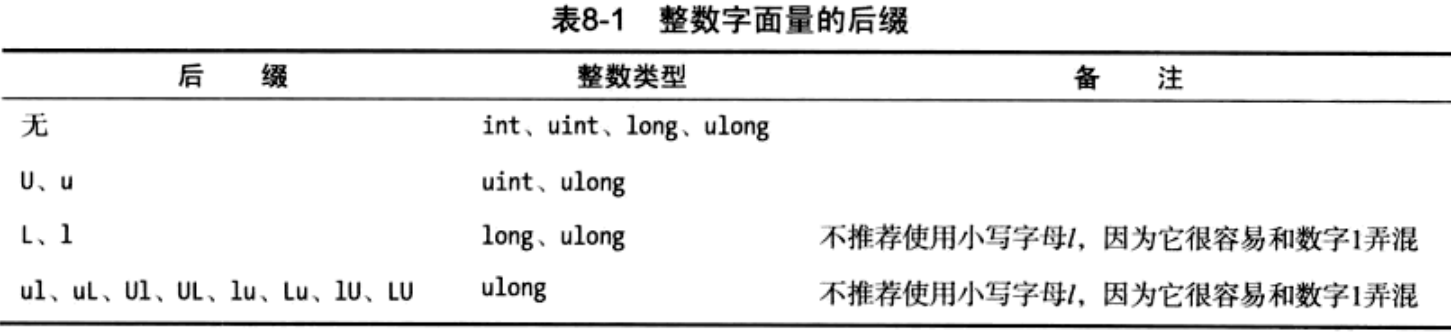 表8-1 整数字面量的后缀
后 缀 整数类型 备 注
无 int、uint、long、ulong
U、u uint、ulong
L、l long、ulong 不推荐使用小写字母l，因为它很容易和数字1弄混
ul、uL、Ul、UL、lu、Lu、lU、LU ulong 不推荐使用小写字母l，因为它很容易和数字1弄混